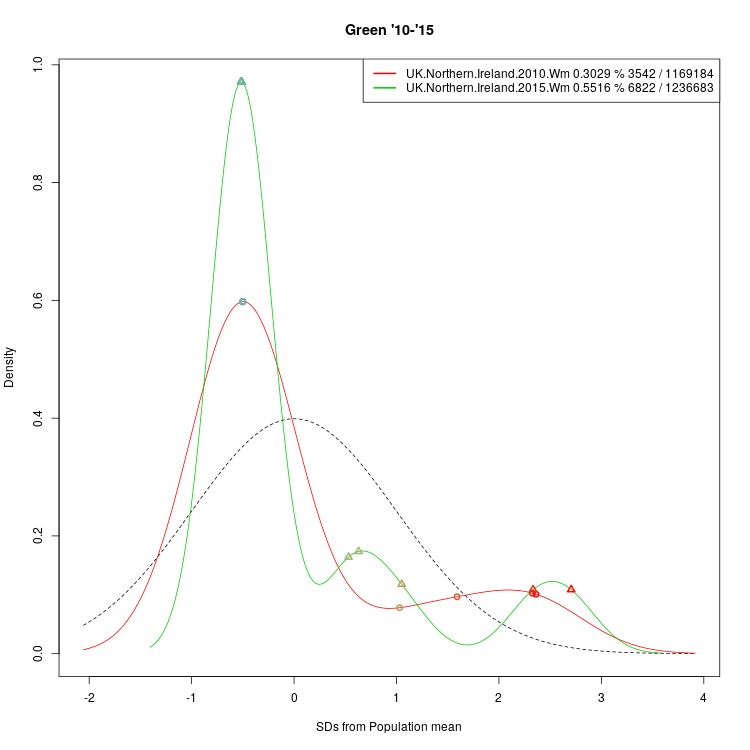 Green '10-'15
UK.Northern.Ireland.2010.Wm 0.3029 % 3542 / 1169184
UK.Northern.Ireland.2015.Wm 0.5516 % 6822 / 1236683
Density
1.0
0.8
0.6
0.4
0.2
0.0
-2 -1 0 1 2 3 4
SDs from Population mean